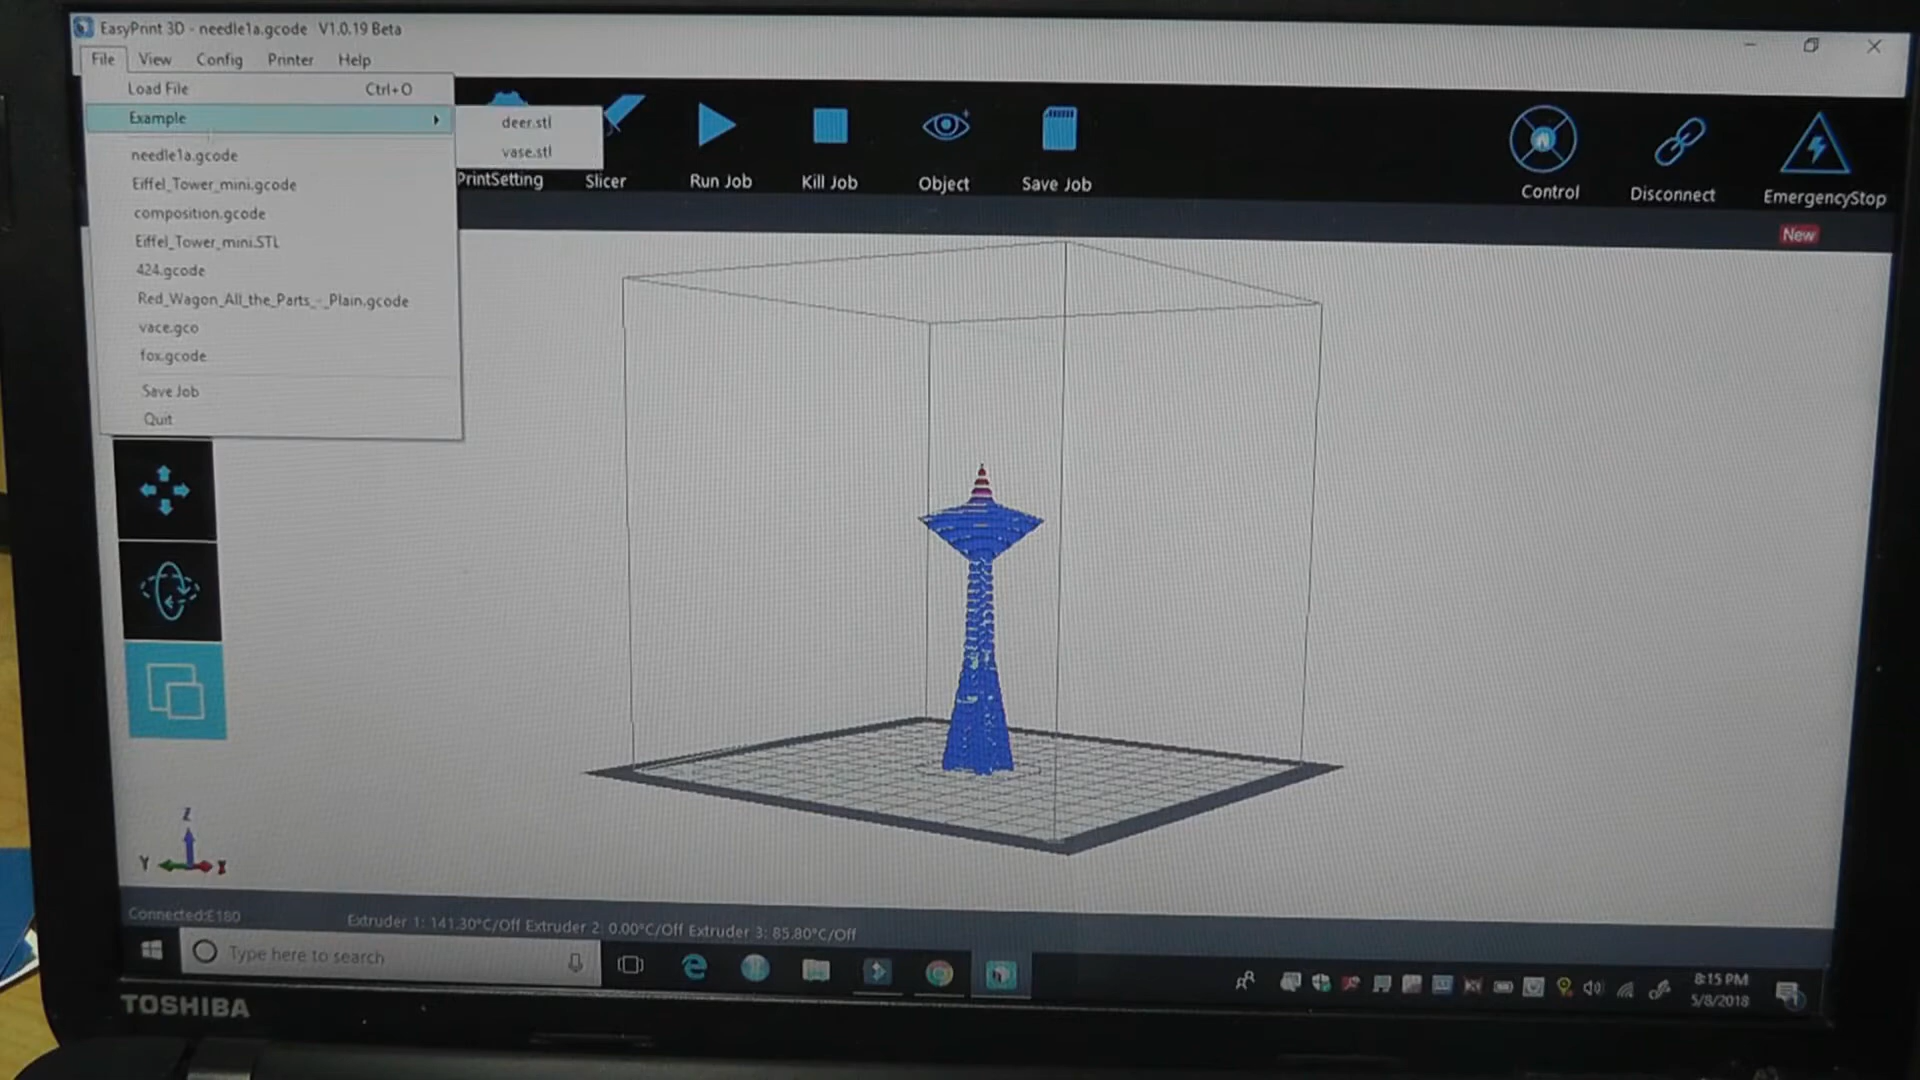 EasyPrint 3D - needle1a.gcode V1.0.19 Beta
File View Config Printer Help
Load File Ctrl+O
Example
deer.stl
vase.stl
needle1a.gcode
Eiffel_Tower_mini.gcode
composition.gcode
Eiffel_Tower_mini.STL
424.gcode
Red_Wagon_All_the_Parts_-_Plain.gcode
vace.gco
fox.gcode
Save Job
Quit
PrintSetting Slicer Run Job Kill Job Object Save Job Control Disconnect EmergencyStop
New
Z
Y X
Connected:E180 Extruder 1: 141.30°C/Off Extruder 2: 0.00°C/Off Extruder 3: 85.80°C/Off
Type here to search
8:15 PM
5/8/2018
TOSHIBA